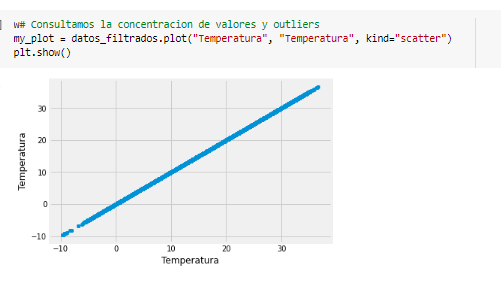 w# Consultamos la concentracion de valores y outliers
my_plot = datos_filtrados.plot("Temperatura", "Temperatura", kind="scatter")
plt.show()
30
20
10
0
−10
Temperatura
−10 0 10 20 30
Temperatura